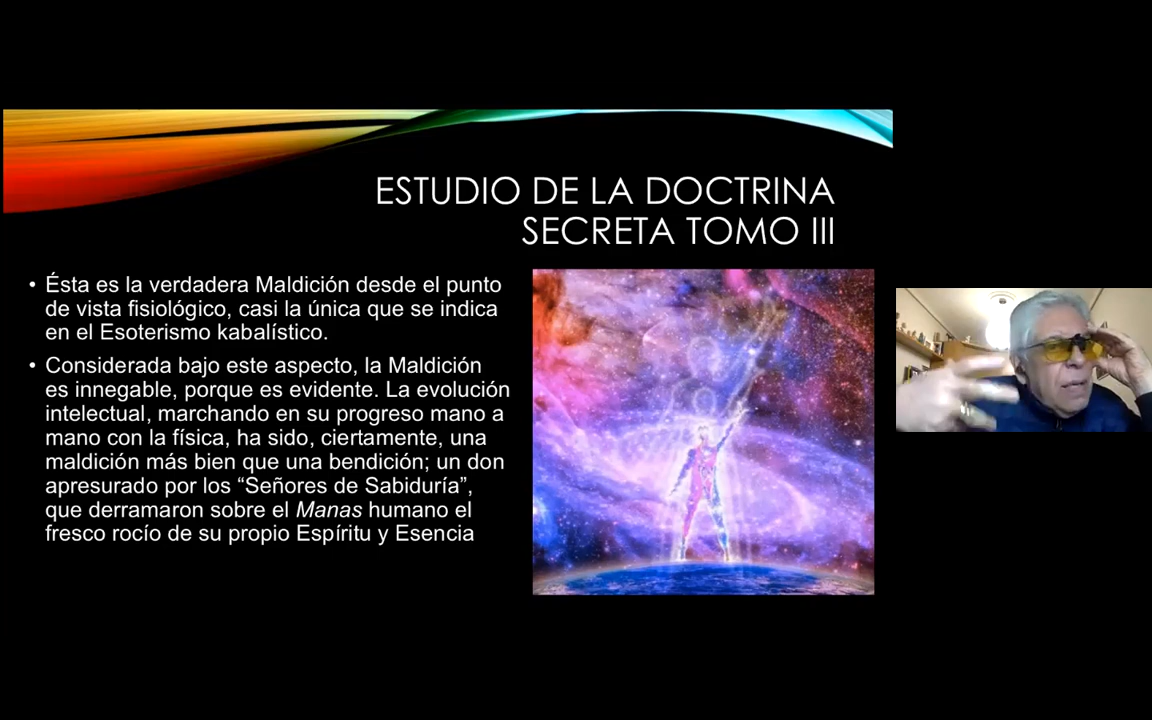 ESTUDIO DE LA DOCTRINA
SECRETA TOMO III
• Ésta es la verdadera Maldición desde el punto
de vista fisiológico, casi la única que se indica
en el Esoterismo kabalístico.
• Considerada bajo este aspecto, la Maldición
es innegable, porque es evidente. La evolución
intelectual, marchando en su progreso mano a
mano con la física, ha sido, ciertamente, una
maldición más bien que una bendición; un don
apresurado por los “Señores de Sabiduría”,
que derramaron sobre el Manas humano el
fresco rocío de su propio Espíritu y Esencia